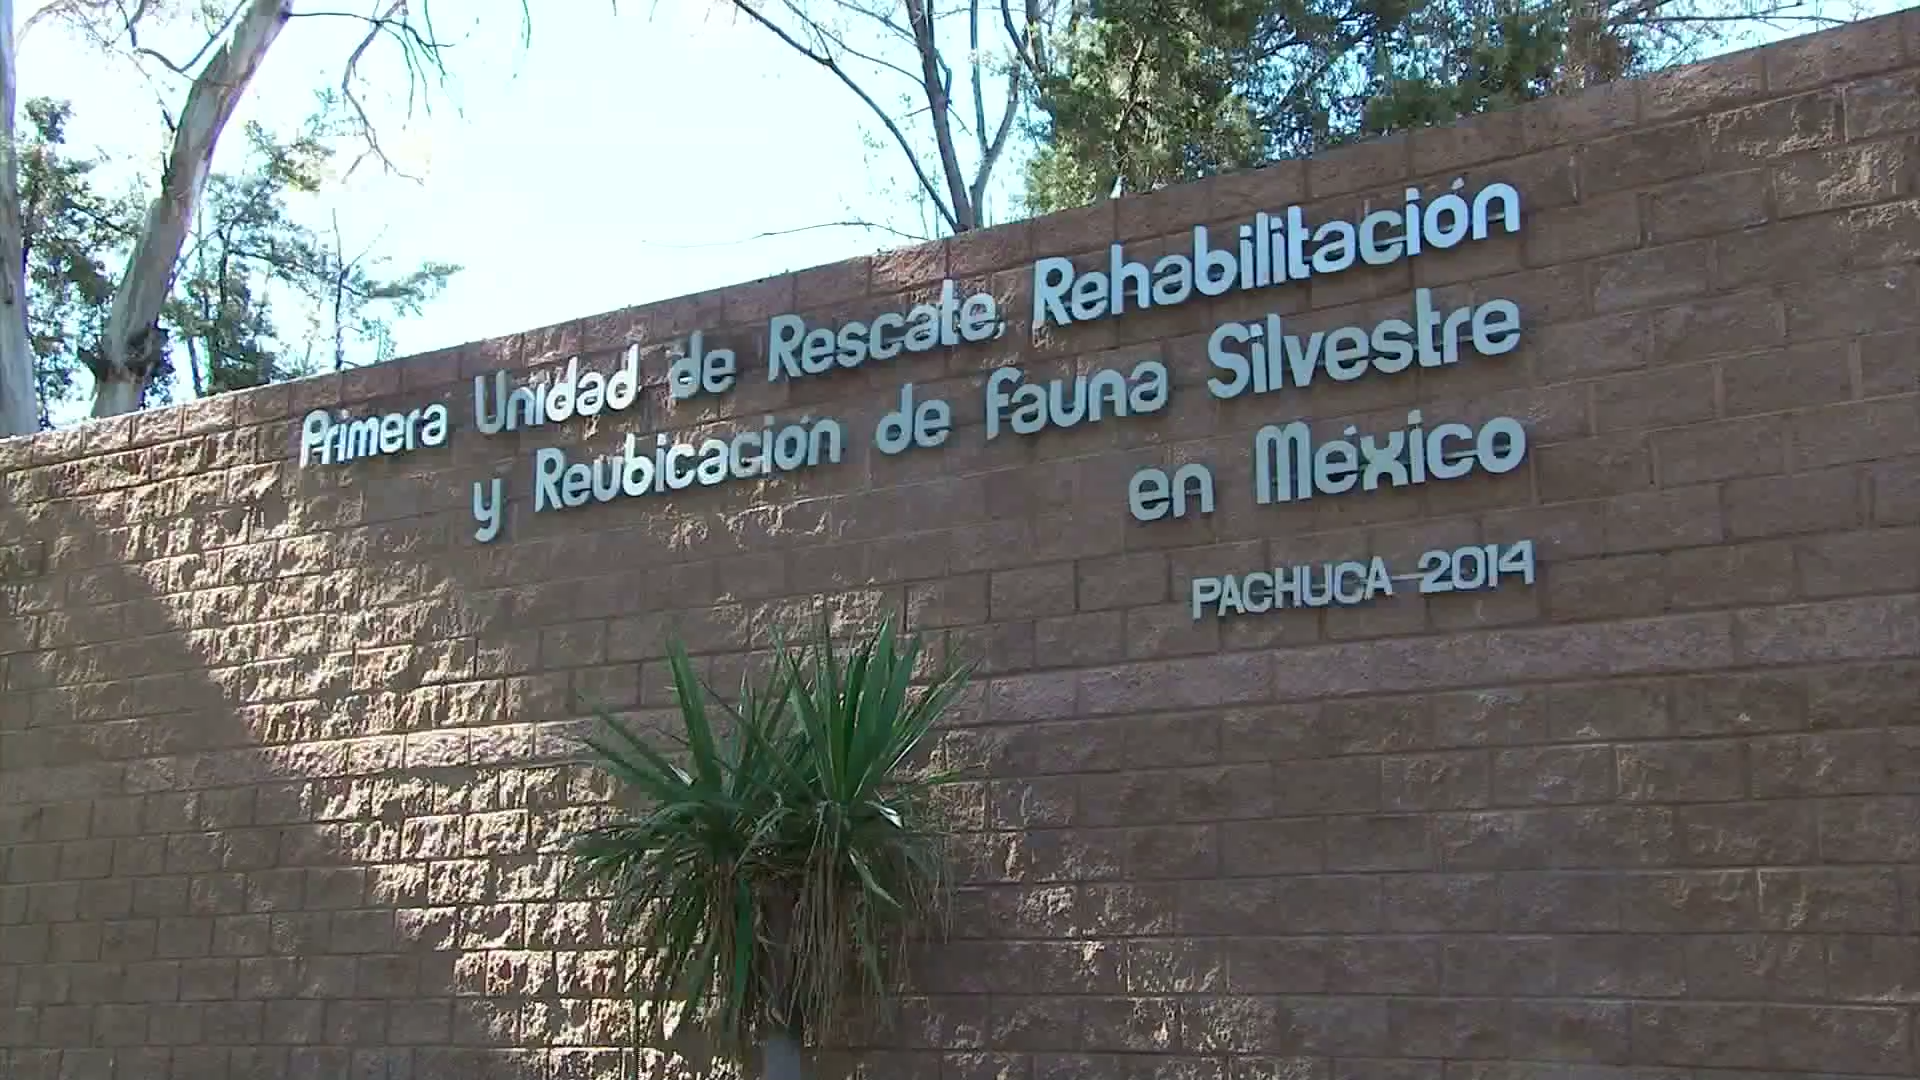 Primera Unidad de Rescate, Rehabilitación
y Reubicación de Fauna Silvestre
en México
PACHUCA-2014